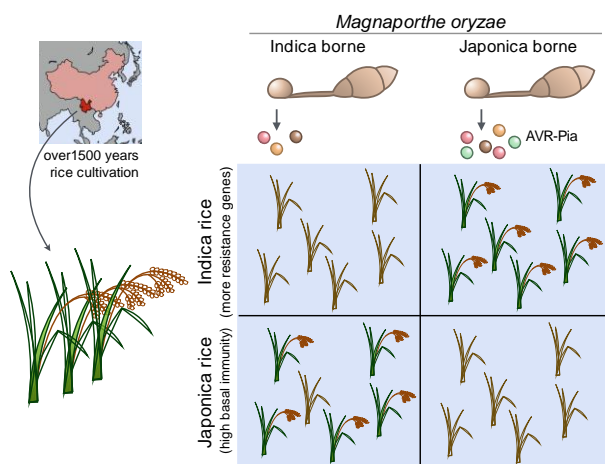 Magnaporthe oryzae
Indica borne
Japonica borne
AVR-Pia
over1500 years
rice cultivation
Indica rice
(more resistance genes)
Japonica rice
(high basal immunity)